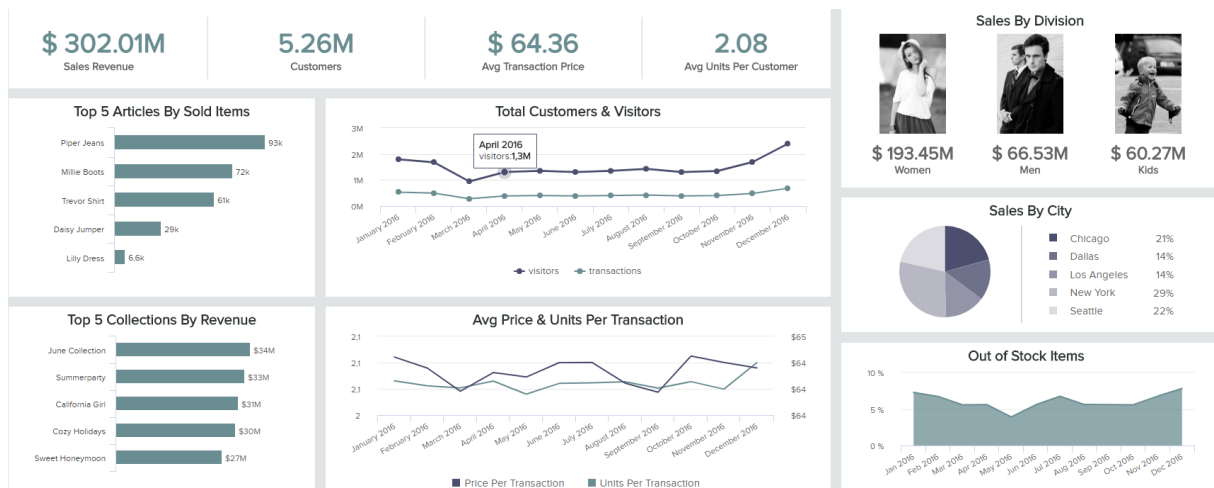 $ 302.01M
Sales Revenue
5.26M
Customers
$ 64.36
Avg Transaction Price
2.08
Avg Units Per Customer
Sales By Division
$ 193.45M
Women
$ 66.53M
Men
$ 60.27M
Kids
Top 5 Articles By Sold Items
Piper Jeans 93k
Millie Boots 72k
Trevor Shirt 61k
Daisy Jumper 29k
Lilly Dress 6,6k
Total Customers & Visitors
3M
2M
1M
0M
April 2016
visitors:1,3M
January 2016
February 2016
March 2016
April 2016
May 2016
June 2016
July 2016
August 2016
September 2016
October 2016
November 2016
December 2016
visitors transactions
Sales By City
Chicago 21%
Dallas 14%
Los Angeles 14%
New York 29%
Seattle 22%
Top 5 Collections By Revenue
June Collection $34M
Summerparty $33M
California Girl $31M
Cozy Holidays $30M
Sweet Honeymoon $27M
Avg Price & Units Per Transaction
2,1 $65
2,1 $64
2,1 $64
2 $64
January 2016
February 2016
March 2016
April 2016
May 2016
June 2016
July 2016
August 2016
September 2016
October 2016
November 2016
December 2016
Price Per Transaction Units Per Transaction
Out of Stock Items
10 %
5 %
0 %
Jan 2016
Feb 2016
Mar 2016
Apr 2016
May 2016
Jun 2016
Jul 2016
Aug 2016
Sep 2016
Oct 2016
Nov 2016
Dec 2016